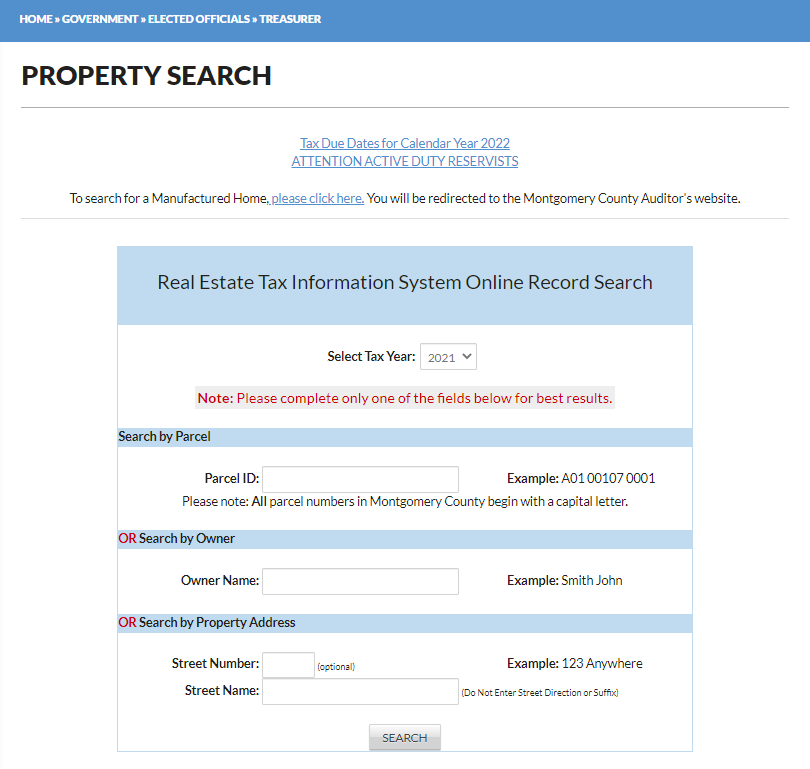 HOME » GOVERNMENT » ELECTED OFFICIALS » TREASURER
PROPERTY SEARCH
Tax Due Dates for Calendar Year 2022
ATTENTION ACTIVE DUTY RESERVISTS
To search for a Manufactured Home, please click here. You will be redirected to the Montgomery County Auditor's website.
Real Estate Tax Information System Online Record Search
Select Tax Year: 2021
Note: Please complete only one of the fields below for best results.
Search by Parcel
Parcel ID: Example: A01 00107 0001
Please note: All parcel numbers in Montgomery County begin with a capital letter.
OR Search by Owner
Owner Name: Example: Smith John
OR Search by Property Address
Street Number: (optional) Example: 123 Anywhere
Street Name: (Do Not Enter Street Direction or Suffix)
SEARCH